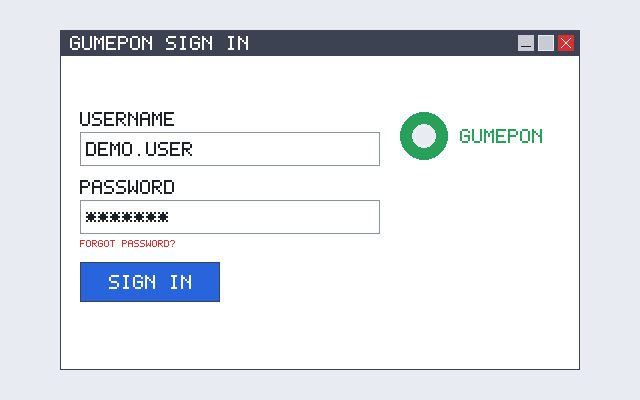 GUMEPON SIGN IN
USERNAME
DEMO.USER
GUMEPON
PASSWORD
*******
FORGOT PASSWORD?
SIGN IN